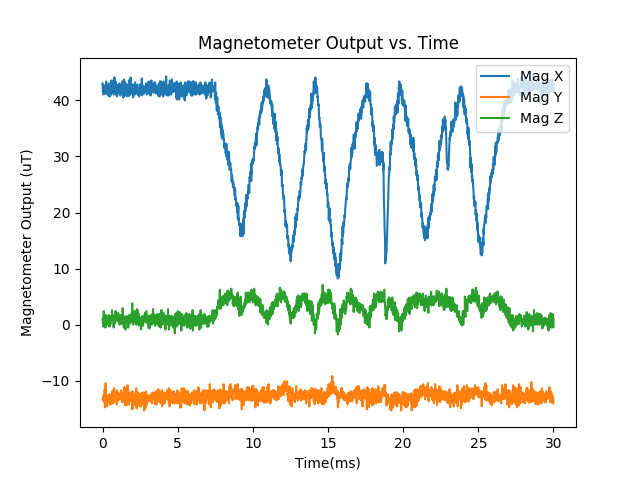 Magnetometer Output vs. Time
Mag X
Mag Y
Mag Z
Magnetometer Output (uT)
40
30
20
10
0
−10
0 5 10 15 20 25 30
Time(ms)